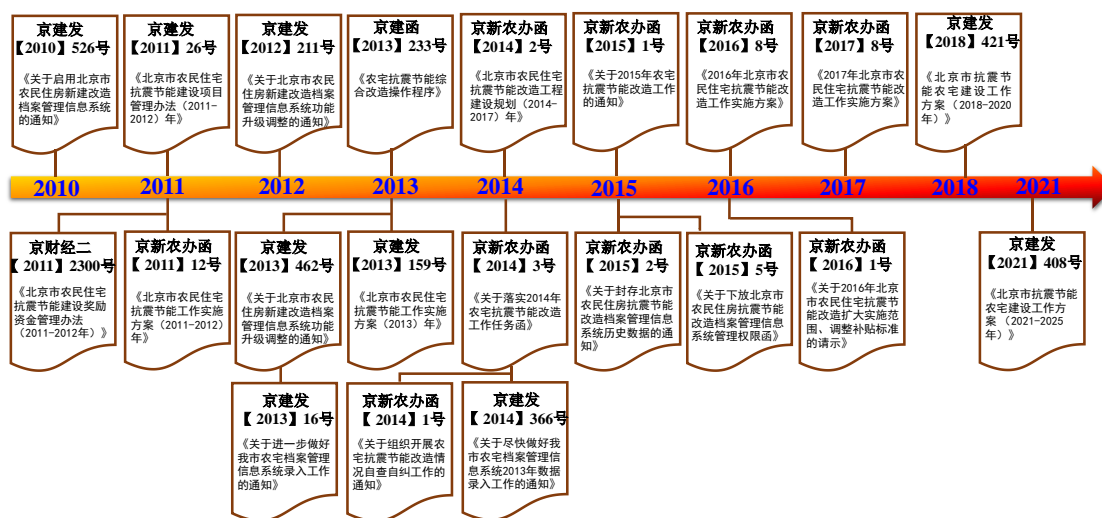 京建发
【2010】526号
《关于启用北京市
农民住房新建改造
档案管理信息系统
的通知》
京建发
【2011】26号
《北京市农民住宅
抗震节能建设项目
管理办法（2011-
2012）年》
京建发
【2012】211号
《关于北京市农民
住房新建改造档案
管理信息系统功能
升级调整的通知》
京建函
【2013】233号
《农宅抗震节能综
合改造操作程序》
京新农办函
【2014】2号
《北京市农民住宅
抗震节能改造工程
建设规划（2014-
2017）年》
京新农办函
【2015】1号
《关于2015年农宅
抗震节能改造工作
的通知》
京新农办函
【2016】8号
《2016年北京市农
民住宅抗震节能改
造工作实施方案》
京新农办函
【2017】8号
《2017年北京市农
民住宅抗震节能改
造工作实施方案》
京建发
【2018】421号
《北京市抗震节
能农宅建设工作
方案（2018-2020
年）》
2010
2011
2012
2013
2014
2015
2016
2017
2018
2021
京财经二
【 2011】2300号
《北京市农民住宅
抗震节能建设奖励
资金管理办法
（2011-2012年）》
京新农办函
【2011】12号
《北京市农民住宅
抗震节能工作实施
方案（2011-2012）
年》
京建发
【2013】462号
《关于北京市农民
住房新建改造档案
管理信息系统功能
升级调整的通知》
京建发
【2013】159号
《北京市农民住宅
抗震节能工作实施
方案（2013）年》
京新农办函
【 2014】3号
《关于落实2014年
农宅抗震节能改造
工作任务函》
京新农办函
【 2015】2号
《关于封存北京市
农民住房抗震节能
改造档案管理信息
系统历史数据的通
知》
京新农办函
【 2015】5号
《关于下放北京市
农民住房抗震节能
改造档案管理信息
系统管理权限函》
京新农办函
【2016】1号
《关于2016年北京
市农民住宅抗震节
能改造扩大实施范
围、调整补贴标准
的请示》
京建发
【2021】408号
《北京市抗震节能
农宅建设工作方
案（2021-2025
年）》
京建发
【 2013】16号
《关于进一步做好
我市农宅档案管理
信息系统录入工作
的通知》
京新农办函
【 2014】1号
《关于组织开展农
宅抗震节能改造情
况自查自纠工作的
通知》
京建发
【 2014】366号
《关于尽快做好我
市农宅档案管理信
息系统2013年数据
录入工作的通知》